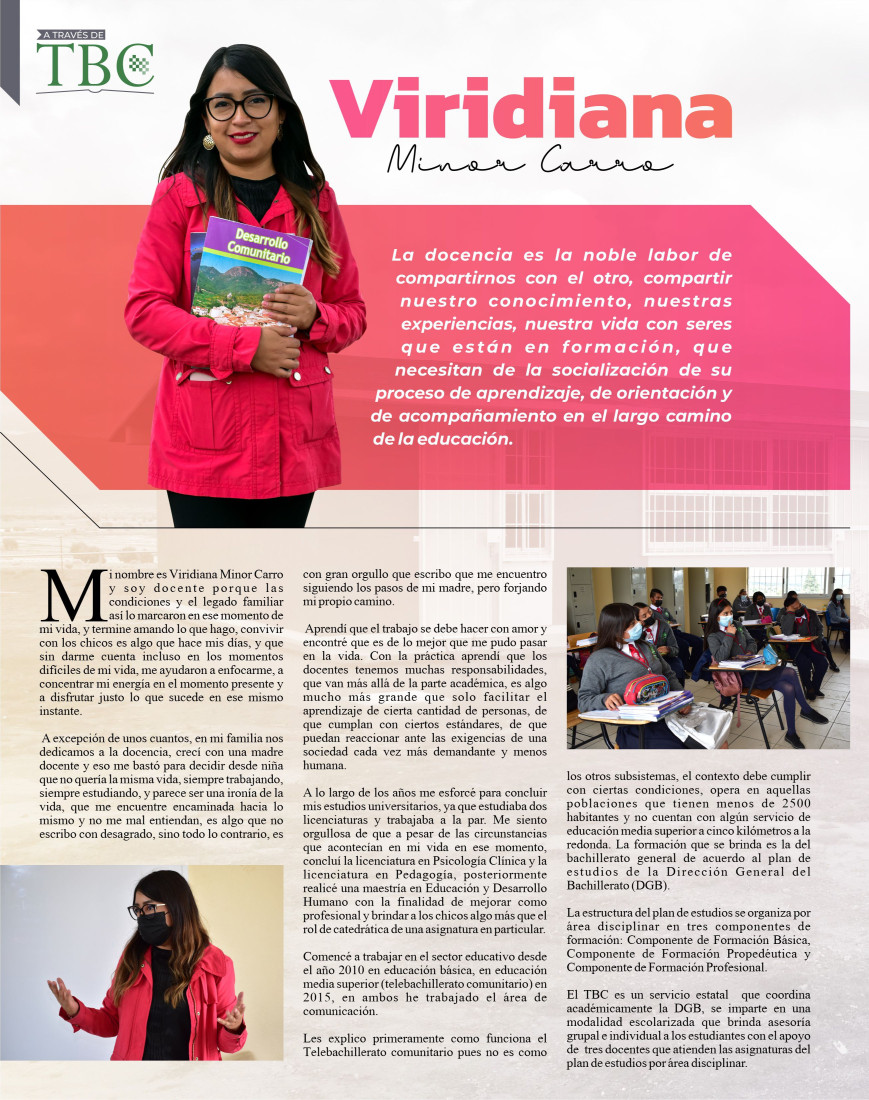 A TRAVÉS DE
TBC
Viridiana
Minor Carro
Desarrollo
Comunitario
La docencia es la noble labor de
compartirnos con el otro, compartir
nuestro conocimiento, nuestras
experiencias, nuestra vida con seres
que están en formación, que
necesitan de la socialización de su
proceso de aprendizaje, de orientación y
de acompañamiento en el largo camino
de la educación.
Mi nombre es Viridiana Minor Carro
y soy docente porque las
condiciones y el legado familiar
así lo marcaron en ese momento de
mi vida, y termine amando lo que hago, convivir
con los chicos es algo que hace mis días, y que
sin darme cuenta incluso en los momentos
difíciles de mi vida, me ayudaron a enfocarme, a
concentrar mi energía en el momento presente y
a disfrutar justo lo que sucede en ese mismo
instante.
A excepción de unos cuantos, en mi familia nos
dedicamos a la docencia, crecí con una madre
docente y eso me bastó para decidir desde niña
que no quería la misma vida, siempre trabajando,
siempre estudiando, y parece ser una ironía de la
vida, que me encuentre encaminada hacia lo
mismo y no me mal entiendan, es algo que no
escribo con desagrado, sino todo lo contrario, es
con gran orgullo que escribo que me encuentro
siguiendo los pasos de mi madre, pero forjando
mi propio camino.
Aprendí que el trabajo se debe hacer con amor y
encontré que es de lo mejor que me pudo pasar
en la vida. Con la práctica aprendí que los
docentes tenemos muchas responsabilidades,
que van más allá de la parte académica, es algo
mucho más grande que solo facilitar el
aprendizaje de cierta cantidad de personas, de
que cumplan con ciertos estándares, de que
puedan reaccionar ante las exigencias de una
sociedad cada vez más demandante y menos
humana.
A lo largo de los años me esforcé para concluir
mis estudios universitarios, ya que estudiaba dos
licenciaturas y trabajaba a la par. Me siento
orgullosa de que a pesar de las circunstancias
que acontecían en mi vida en ese momento,
concluí la licenciatura en Psicología Clínica y la
licenciatura en Pedagogía, posteriormente
realicé una maestría en Educación y Desarrollo
Humano con la finalidad de mejorar como
profesional y brindar a los chicos algo más que el
rol de catedrática de una asignatura en particular.
Comencé a trabajar en el sector educativo desde
el año 2010 en educación básica, en educación
media superior (telebachillerato comunitario) en
2015, en ambos he trabajado el área de
comunicación.
Les explico primeramente como funciona el
Telebachillerato comunitario pues no es como
los otros subsistemas, el contexto debe cumplir
con ciertas condiciones, opera en aquellas
poblaciones que tienen menos de 2500
habitantes y no cuentan con algún servicio de
educación media superior a cinco kilómetros a la
redonda. La formación que se brinda es la del
bachillerato general de acuerdo al plan de
estudios de la Dirección General del
Bachillerato (DGB).
La estructura del plan de estudios se organiza por
área disciplinar en tres componentes de
formación: Componente de Formación Básica,
Componente de Formación Propedéutica y
Componente de Formación Profesional.
El TBC es un servicio estatal que coordina
académicamente la DGB, se imparte en una
modalidad escolarizada que brinda asesoría
grupal e individual a los estudiantes con el apoyo
de tres docentes que atienden las asignaturas del
plan de estudios por área disciplinar.